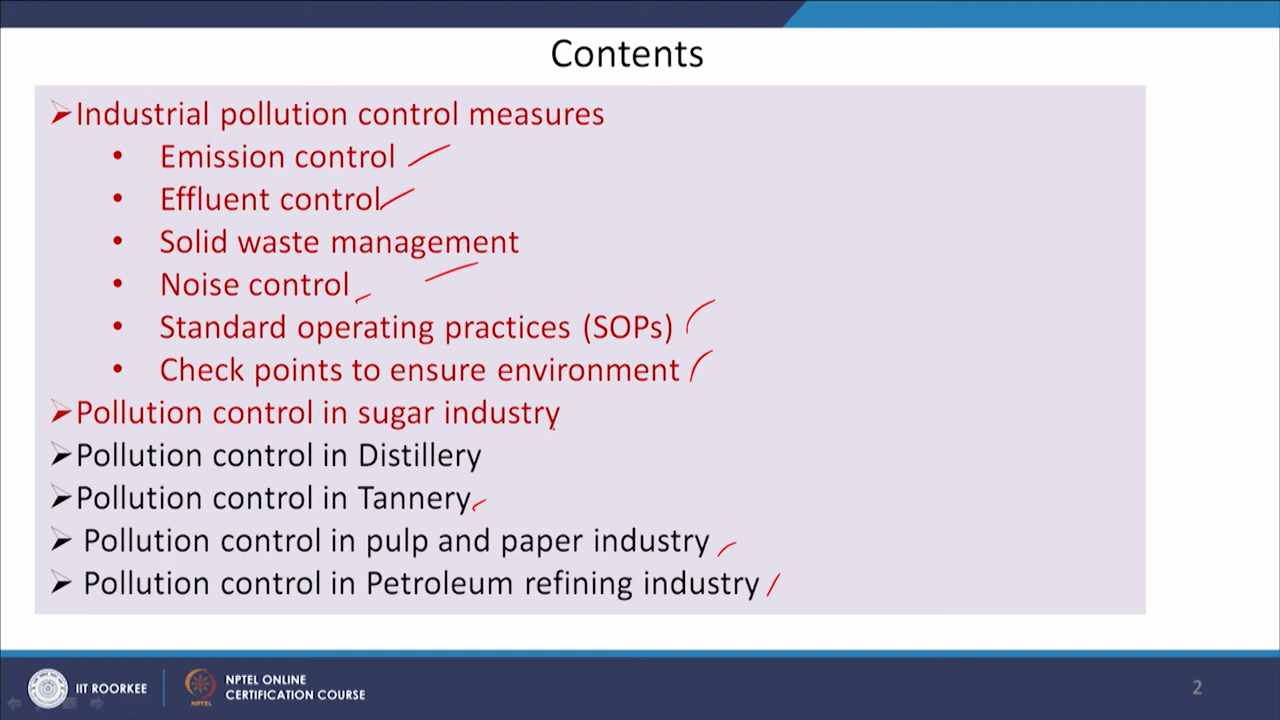 Contents
➢Industrial pollution control measures
• Emission control
• Effluent control
• Solid waste management
• Noise control
• Standard operating practices (SOPs)
• Check points to ensure environment
➢Pollution control in sugar industry
➢Pollution control in Distillery
➢Pollution control in Tannery
➢ Pollution control in pulp and paper industry
➢ Pollution control in Petroleum refining industry
IIT ROORKEE
NPTEL
NPTEL ONLINE
CERTIFICATION COURSE
2